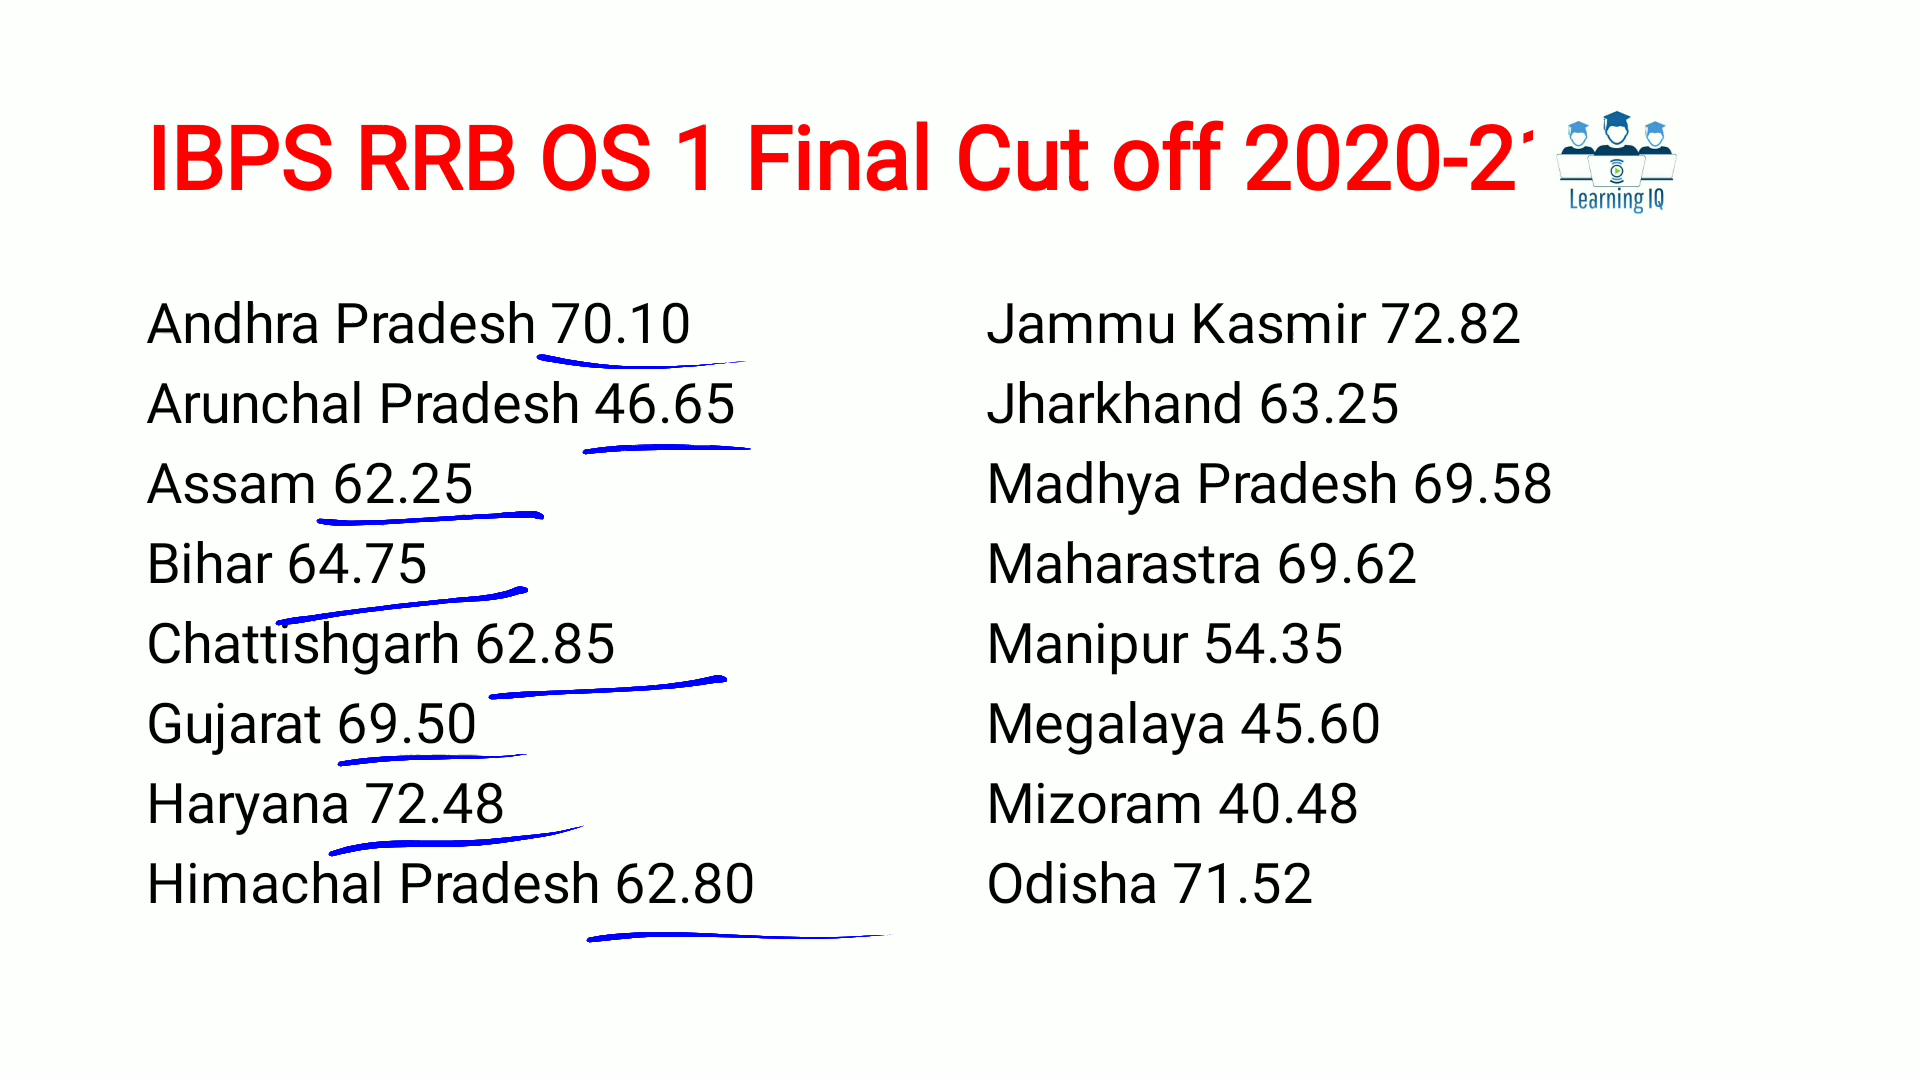 IBPS RRB OS 1 Final Cut off 2020-21
Learning IQ
Andhra Pradesh 70.10
Arunchal Pradesh 46.65
Assam 62.25
Bihar 64.75
Chattishgarh 62.85
Gujarat 69.50
Haryana 72.48
Himachal Pradesh 62.80
Jammu Kasmir 72.82
Jharkhand 63.25
Madhya Pradesh 69.58
Maharastra 69.62
Manipur 54.35
Megalaya 45.60
Mizoram 40.48
Odisha 71.52